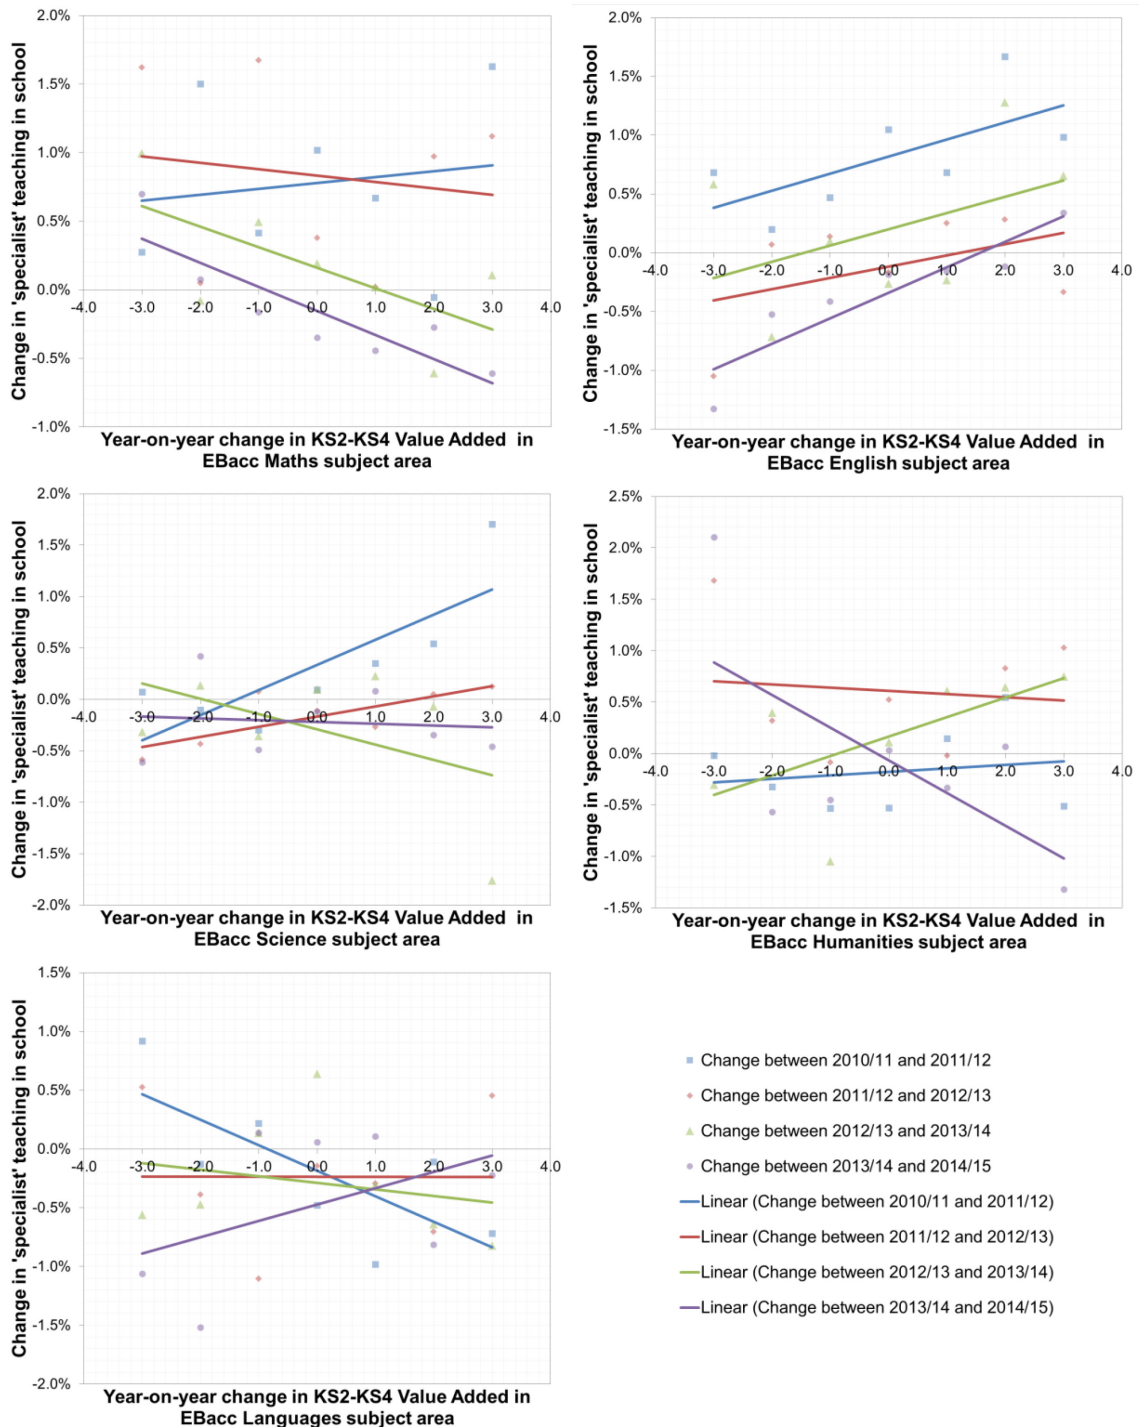 Change in 'specialist' teaching in school
2.0%
1.5%
1.0%
0.5%
0.0%
-0.5%
-1.0%
-4.0 -3.0 -2.0 -1.0 0.0 1.0 2.0 3.0 4.0
Year-on-year change in KS2-KS4 Value Added in
EBacc Maths subject area
Change in 'specialist' teaching in school
2.0%
1.5%
1.0%
0.5%
0.0%
-0.5%
-1.0%
-1.5%
-4.0 -3.0 -2.0 -1.0 0.0 1.0 2.0 3.0 4.0
Year-on-year change in KS2-KS4 Value Added in
EBacc English subject area
Change in 'specialist' teaching in school
2.0%
1.5%
1.0%
0.5%
0.0%
-0.5%
-1.0%
-1.5%
-2.0%
-4.0 -3.0 -2.0 -1.0 0.0 1.0 2.0 3.0 4.0
Year-on-year change in KS2-KS4 Value Added in
EBacc Science subject area
Change in 'specialist' teaching in school
2.5%
2.0%
1.5%
1.0%
0.5%
0.0%
-0.5%
-1.0%
-1.5%
-4.0 -3.0 -2.0 -1.0 0.0 1.0 2.0 3.0 4.0
Year-on-year change in KS2-KS4 Value Added in
EBacc Humanities subject area
Change in 'specialist' teaching in school
1.5%
1.0%
0.5%
0.0%
-0.5%
-1.0%
-1.5%
-2.0%
-4.0 -3.0 -2.0 -1.0 0.0 1.0 2.0 3.0 4.0
Year-on-year change in KS2-KS4 Value Added in
EBacc Languages subject area
Change between 2010/11 and 2011/12
Change between 2011/12 and 2012/13
Change between 2012/13 and 2013/14
Change between 2013/14 and 2014/15
Linear (Change between 2010/11 and 2011/12)
Linear (Change between 2011/12 and 2012/13)
Linear (Change between 2012/13 and 2013/14)
Linear (Change between 2013/14 and 2014/15)